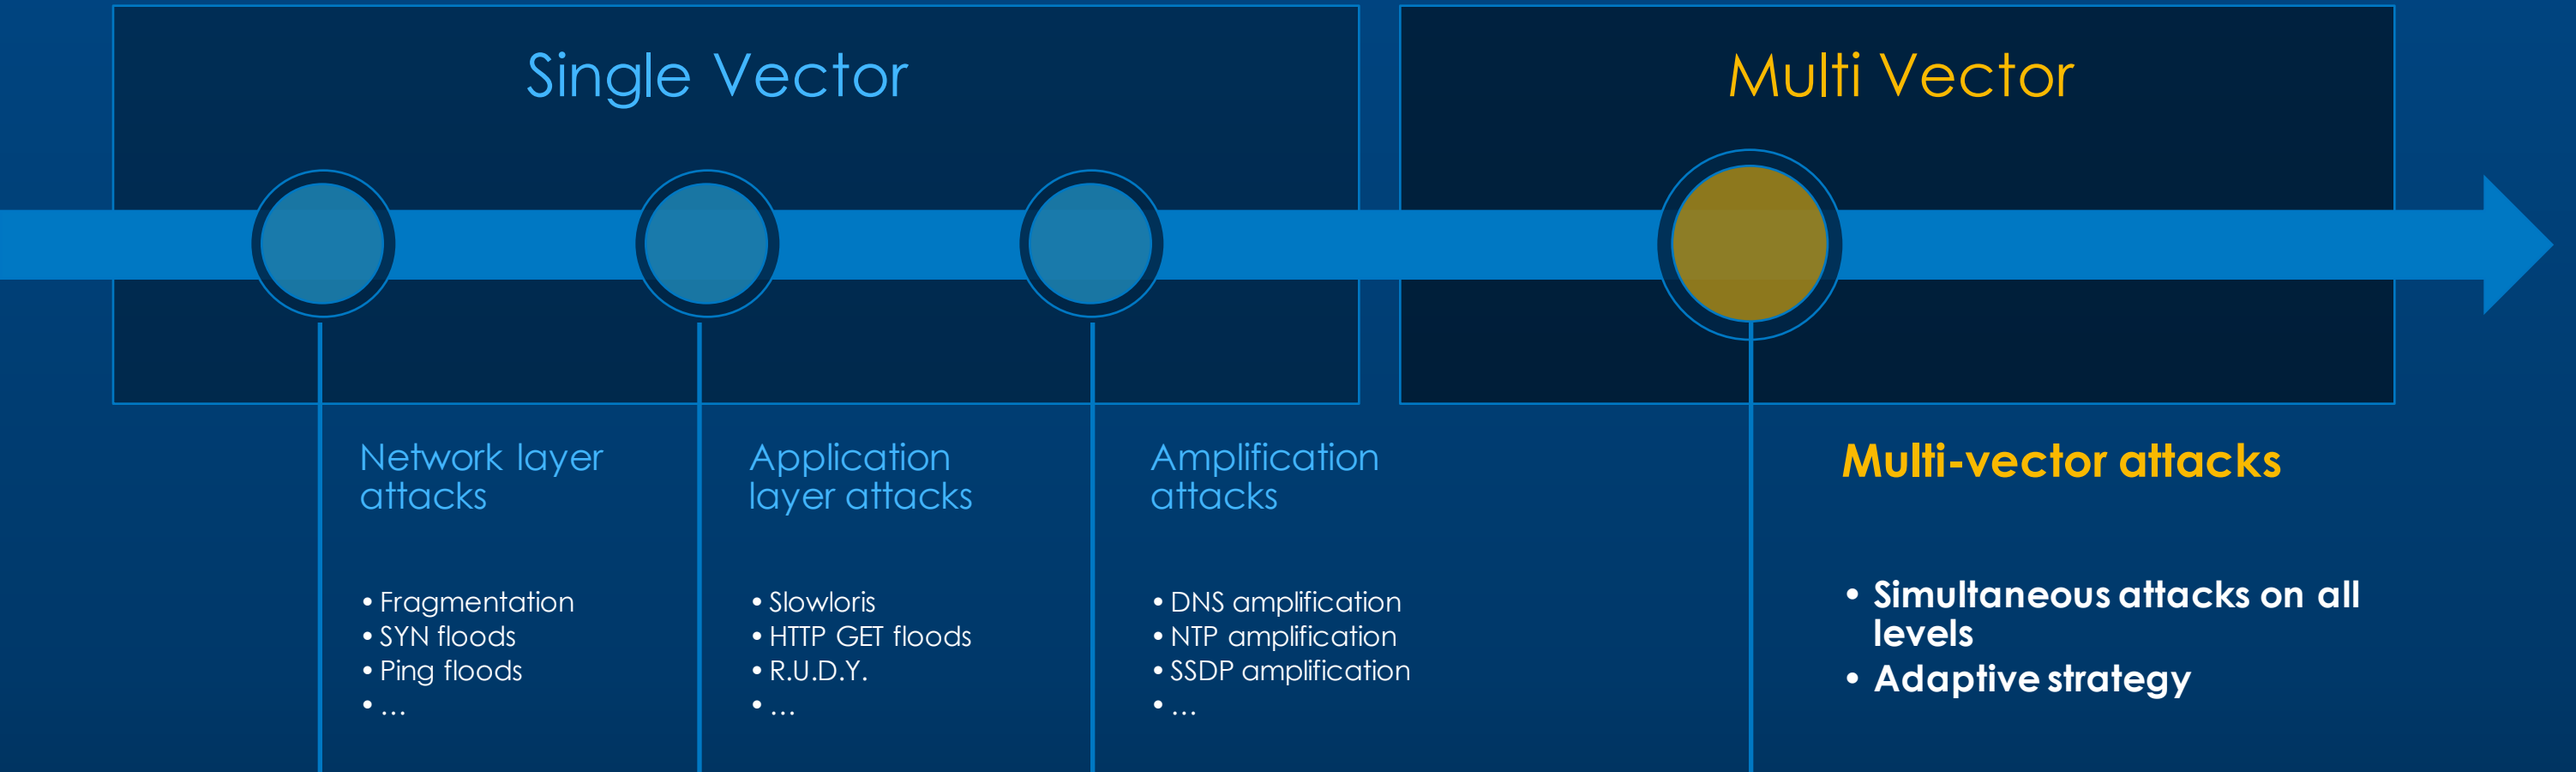 Single Vector
Multi Vector
Network layer
attacks
• Fragmentation
• SYN floods
• Ping floods
• ...
Application
layer attacks
• Slowloris
• HTTP GET floods
• R.U.D.Y.
• ...
Amplification
attacks
• DNS amplification
• NTP amplification
• SSDP amplification
• ...
Multi-vector attacks
• Simultaneous attacks on all
levels
• Adaptive strategy